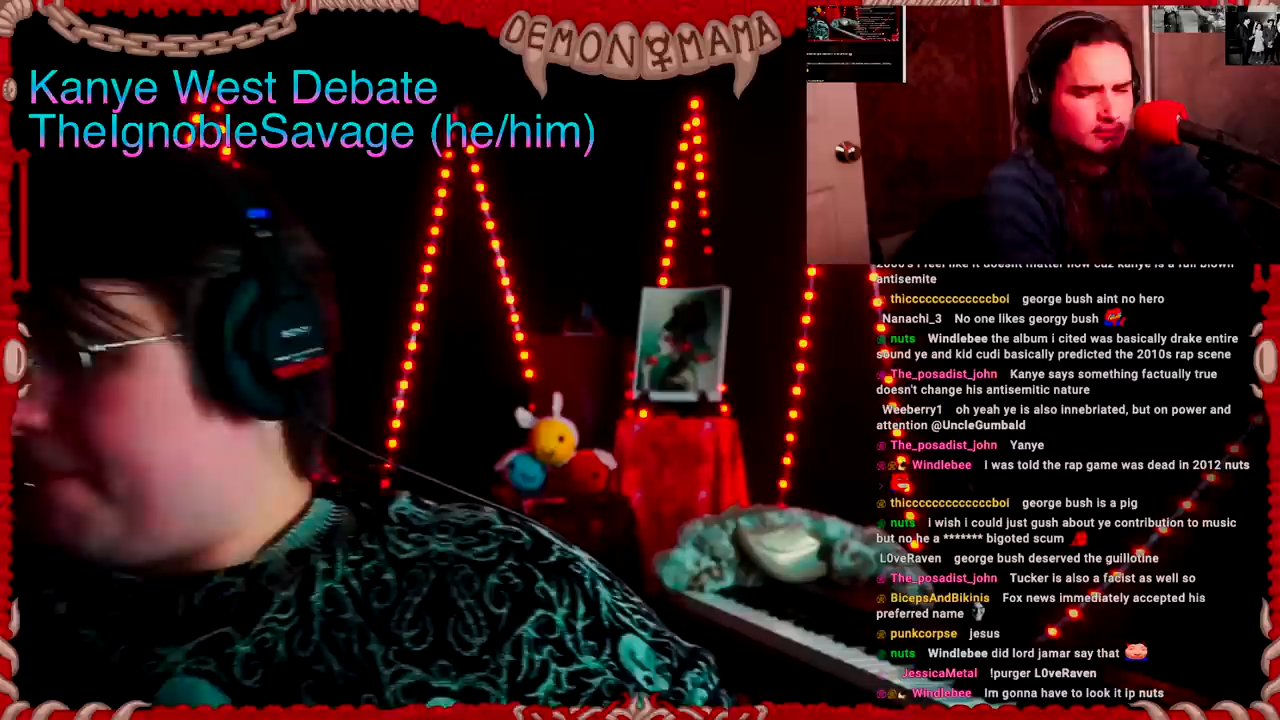 DEMON MAMA
Kanye West Debate
TheIgnobleSavage (he/him)
antisemite
thicccccccccccccboi george bush aint no hero
Nanachi_3 No one likes georgy bush
nuts Windlebee the album i cited was basically drake entire
sound ye and kid cudi basically predicted the 2010s rap scene
The_posadist_john Kanye says something factually true
doesn't change his antisemitic nature
Weeberry1 oh yeah ye is also innebriated, but on power and
attention @UncleGumbald
The_posadist_john Yanye
Windlebee I was told the rap game was dead in 2012 nuts
thicccccccccccccboi george bush is a pig
nuts i wish i could just gush about ye contribution to music
but no he a ******* bigoted scum
L0veRaven george bush deserved the guillotine
The_posadist_john Tucker is also a facist as well so
BicepsAndBikinis Fox news immediately accepted his
preferred name
punkcorpse jesus
nuts Windlebee did lord jamar say that
JessicaMetal !purger L0veRaven
Windlebee Im gonna have to look it ip nuts